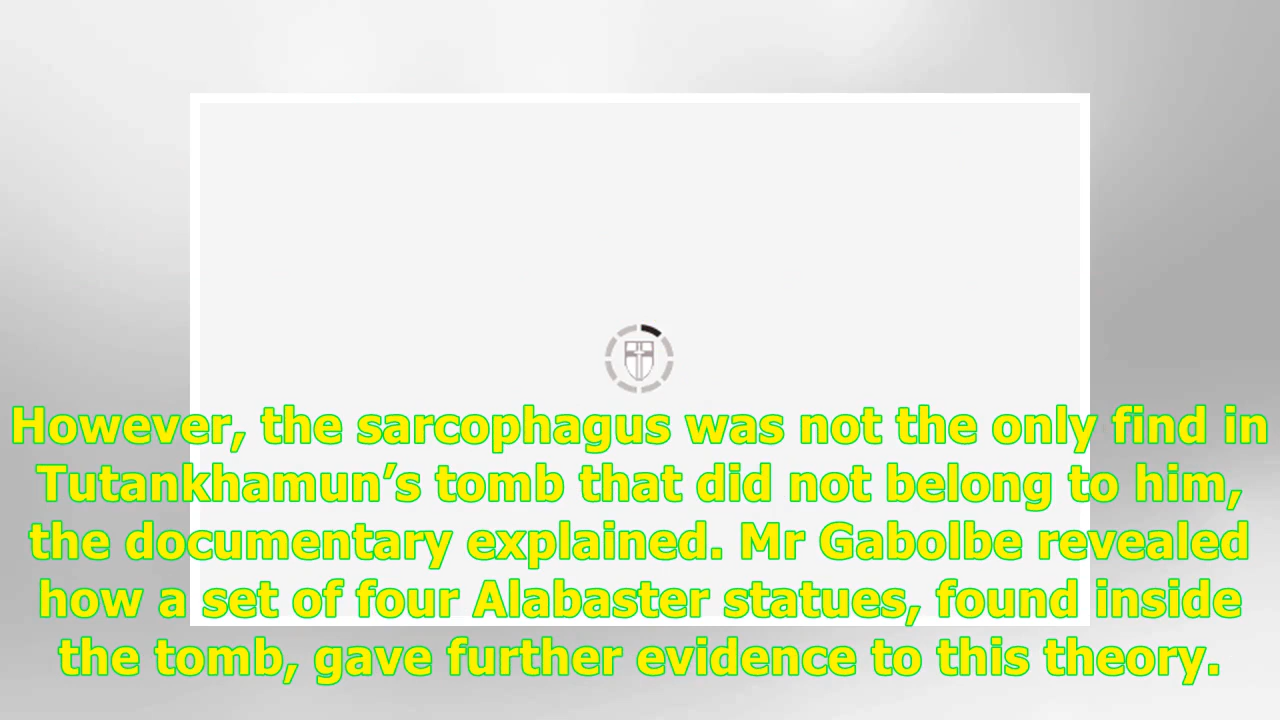 However, the sarcophagus was not the only find in
Tutankhamun’s tomb that did not belong to him,
the documentary explained. Mr Gabolbe revealed
how a set of four Alabaster statues, found inside
the tomb, gave further evidence to this theory.